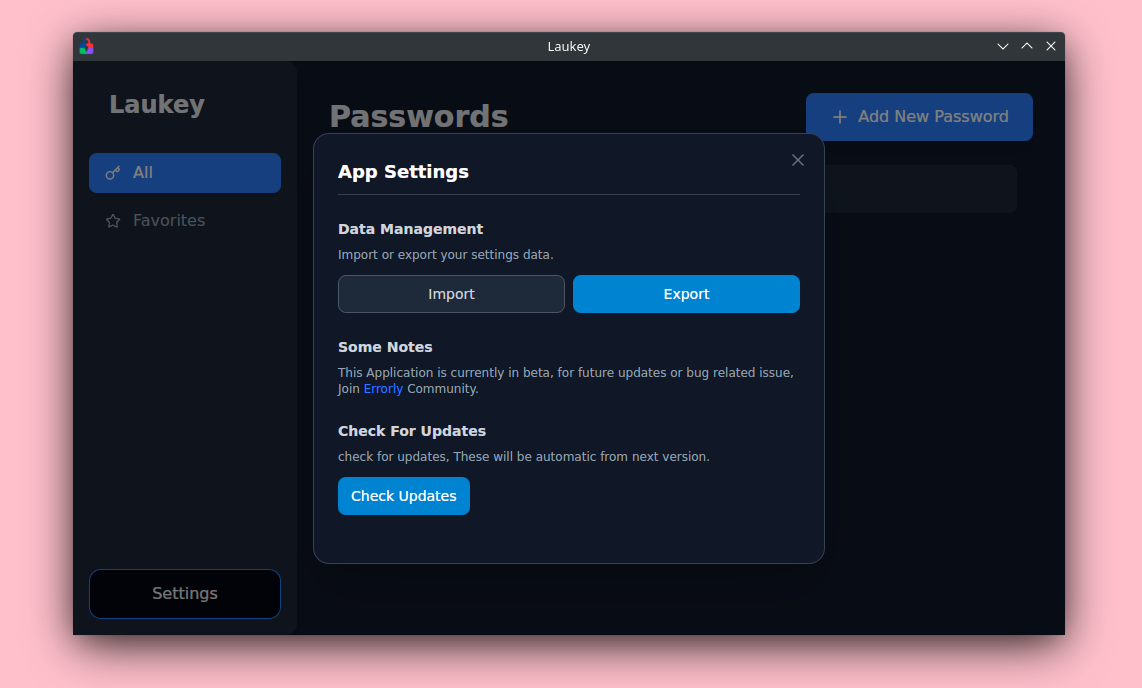 Laukey
Laukey
All
Favorites
Settings
Passwords
Add New Password
App Settings
Data Management
Import or export your settings data.
Import
Export
Some Notes
This Application is currently in beta, for future updates or bug related issue,
Join Errorly Community.
Check For Updates
check for updates, These will be automatic from next version.
Check Updates